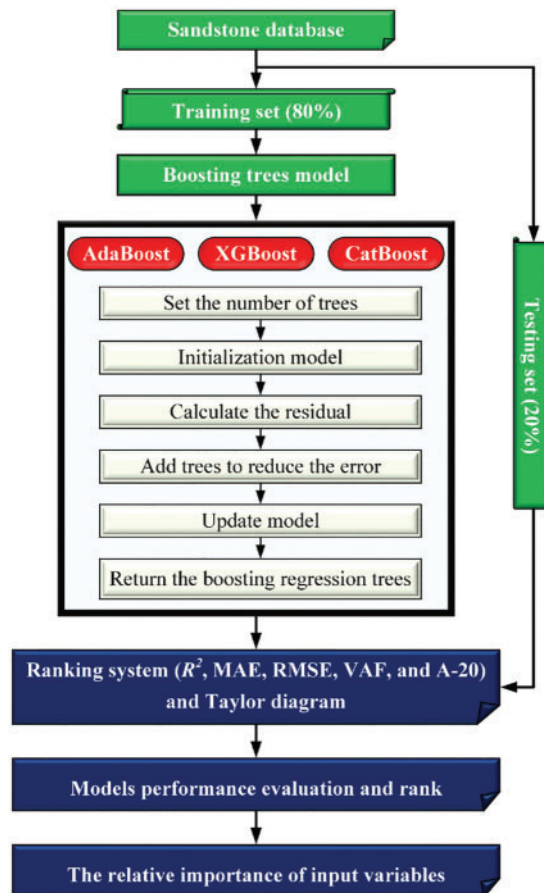 Sandstone database
Training set (80%)
Boosting trees model
AdaBoost
XGBoost
CatBoost
Set the number of trees
Initialization model
Calculate the residual
Add trees to reduce the error
Update model
Return the boosting regression trees
Testing set (20%)
Ranking system (R², MAE, RMSE, VAF, and A-20)
and Taylor diagram
Models performance evaluation and rank
The relative importance of input variables